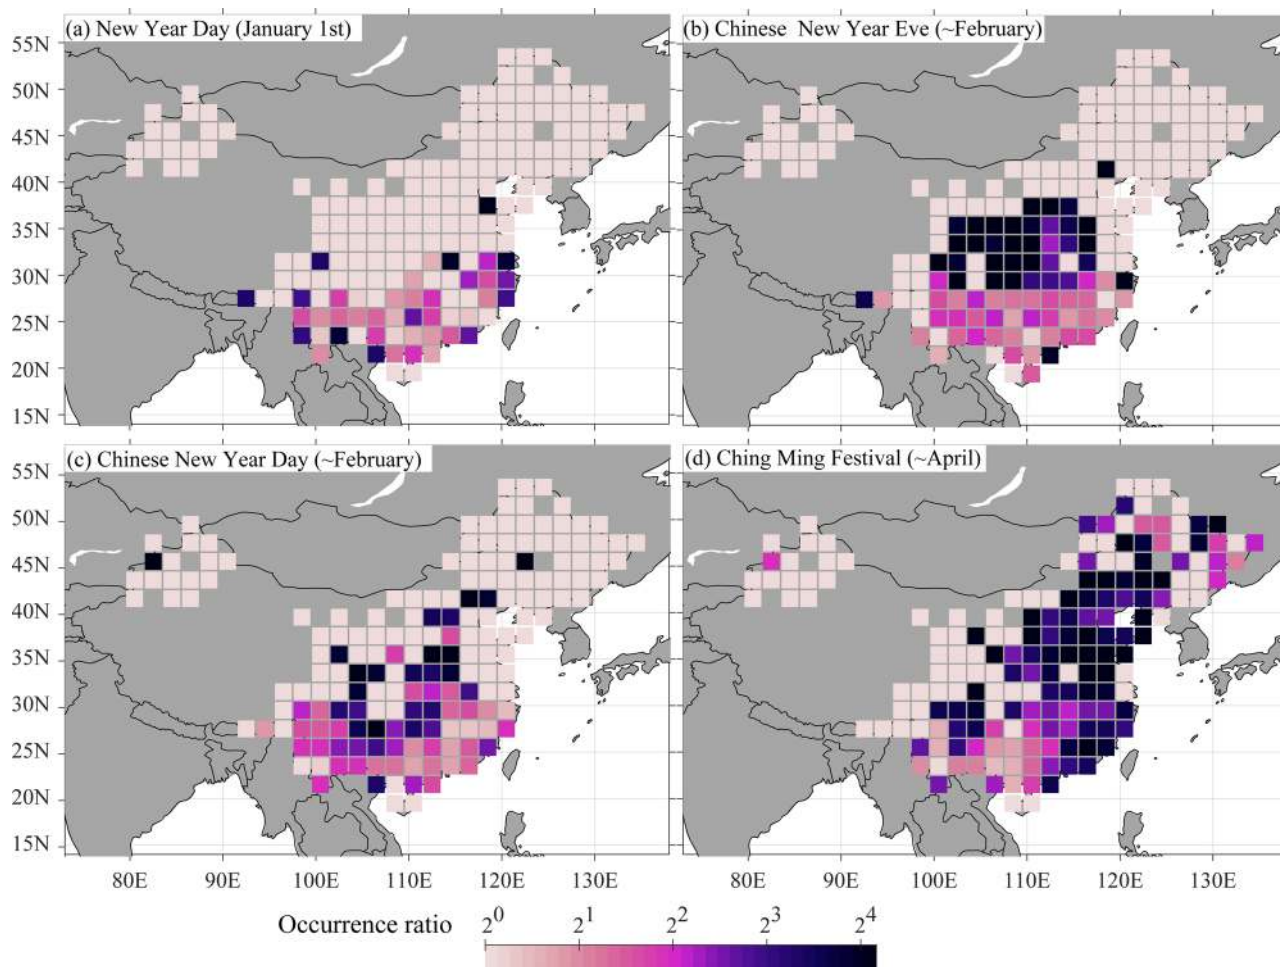 (a) New Year Day (January 1st)
(b) Chinese New Year Eve (~February)
55N
50N
45N
40N
35N
30N
25N
20N
15N
(c) Chinese New Year Day (~February)
(d) Ching Ming Festival (~April)
55N
50N
45N
40N
35N
30N
25N
20N
15N
80E 90E 100E 110E 120E 130E 80E 90E 100E 110E 120E 130E
Occurrence ratio 2^0 2^1 2^2 2^3 2^4